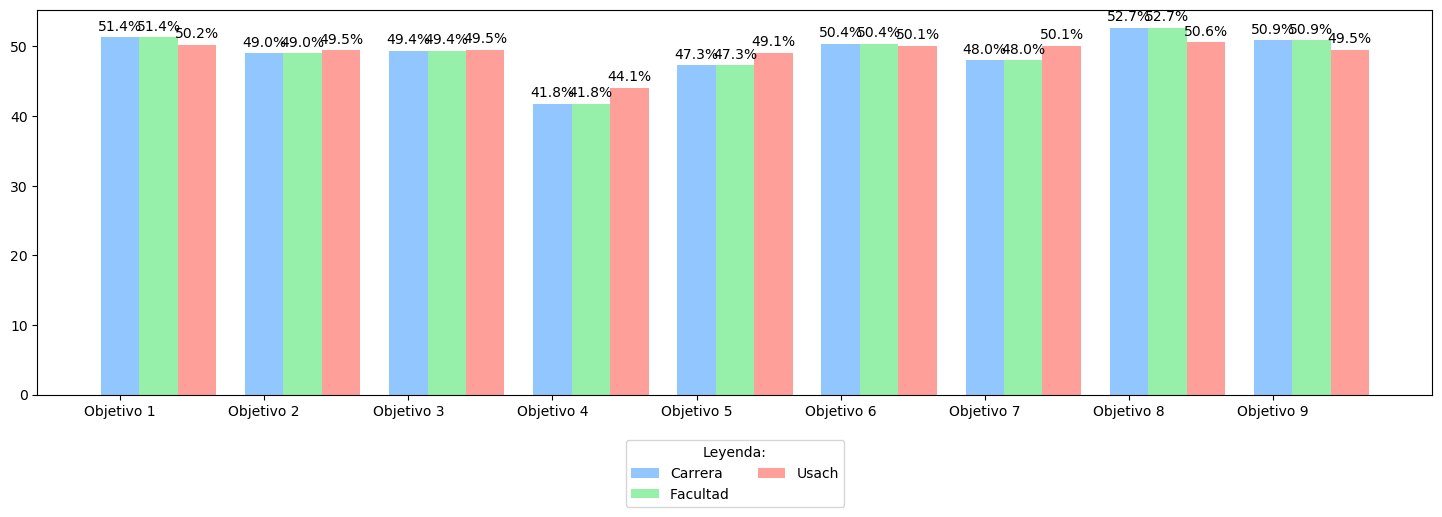 51.4% 51.4% 50.2% 49.0% 49.0% 49.5% 49.4% 49.4% 49.5% 41.8% 41.8% 44.1% 47.3% 47.3% 49.1% 50.4% 50.4% 50.1% 48.0% 48.0% 50.1% 52.7% 52.7% 50.6% 50.9% 50.9% 49.5%
50
40
30
20
10
0
Objetivo 1 Objetivo 2 Objetivo 3 Objetivo 4 Objetivo 5 Objetivo 6 Objetivo 7 Objetivo 8 Objetivo 9
Leyenda:
Carrera Usach
Facultad